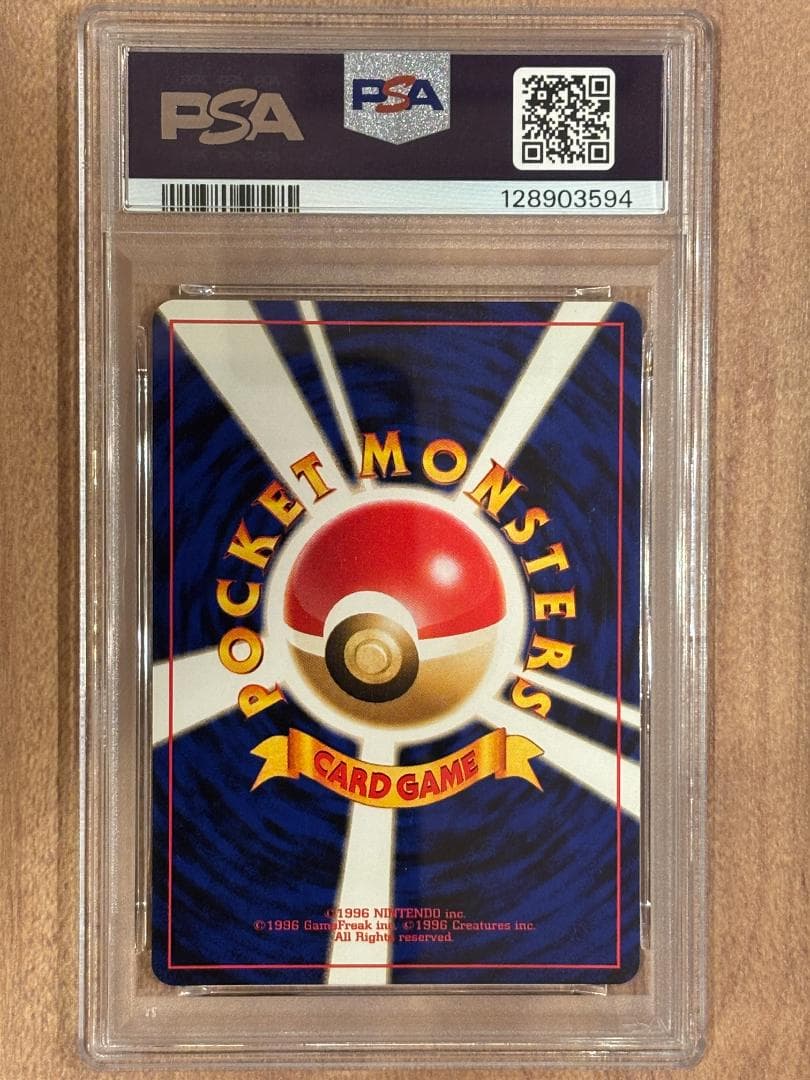 PSA
PSA
128903594
POCKET MONSTERS
CARD GAME
©1996 NINTENDO inc.
©1996 GameFreak inc. ©1996 Creatures inc.
All Rights reserved.